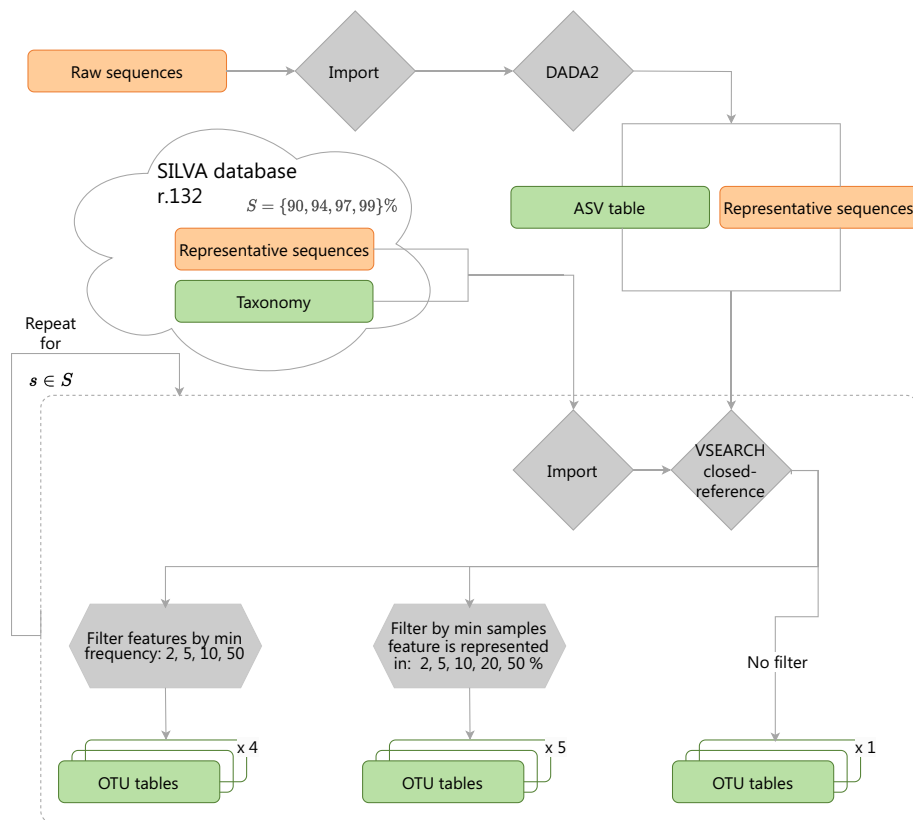 Raw sequences
Import
DADA2
SILVA database
r.132
S = {90, 94, 97, 99}%
Representative sequences
Taxonomy
ASV table
Representative sequences
Repeat
for
s ∈ S
Import
VSEARCH
closed-
reference
Filter features by min
frequency: 2, 5, 10, 50
Filter by min samples
feature is represented
in: 2, 5, 10, 20, 50 %
No filter
x 4
OTU tables
x 5
OTU tables
x 1
OTU tables